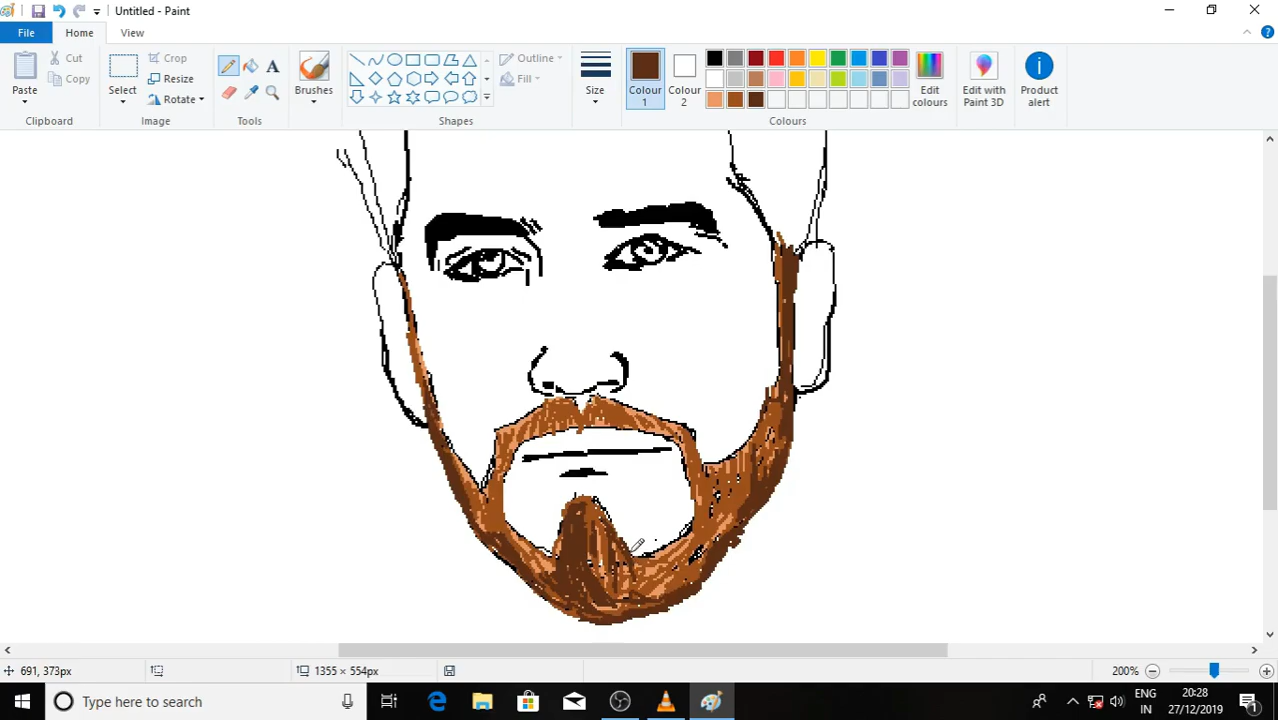 Untitled - Paint
File
Home
View
Paste
Cut
Copy
Clipboard
Select
Crop
Resize
Rotate
Image
A
Tools
Brushes
Outline
Fill
Shapes
Size
Colour
1
Colour
2
Edit
colours
Colours
Edit with
Paint 3D
Product
alert
691, 373px
1355 × 554px
200%
Type here to search
ENG
IN
20:28
27/12/2019
1